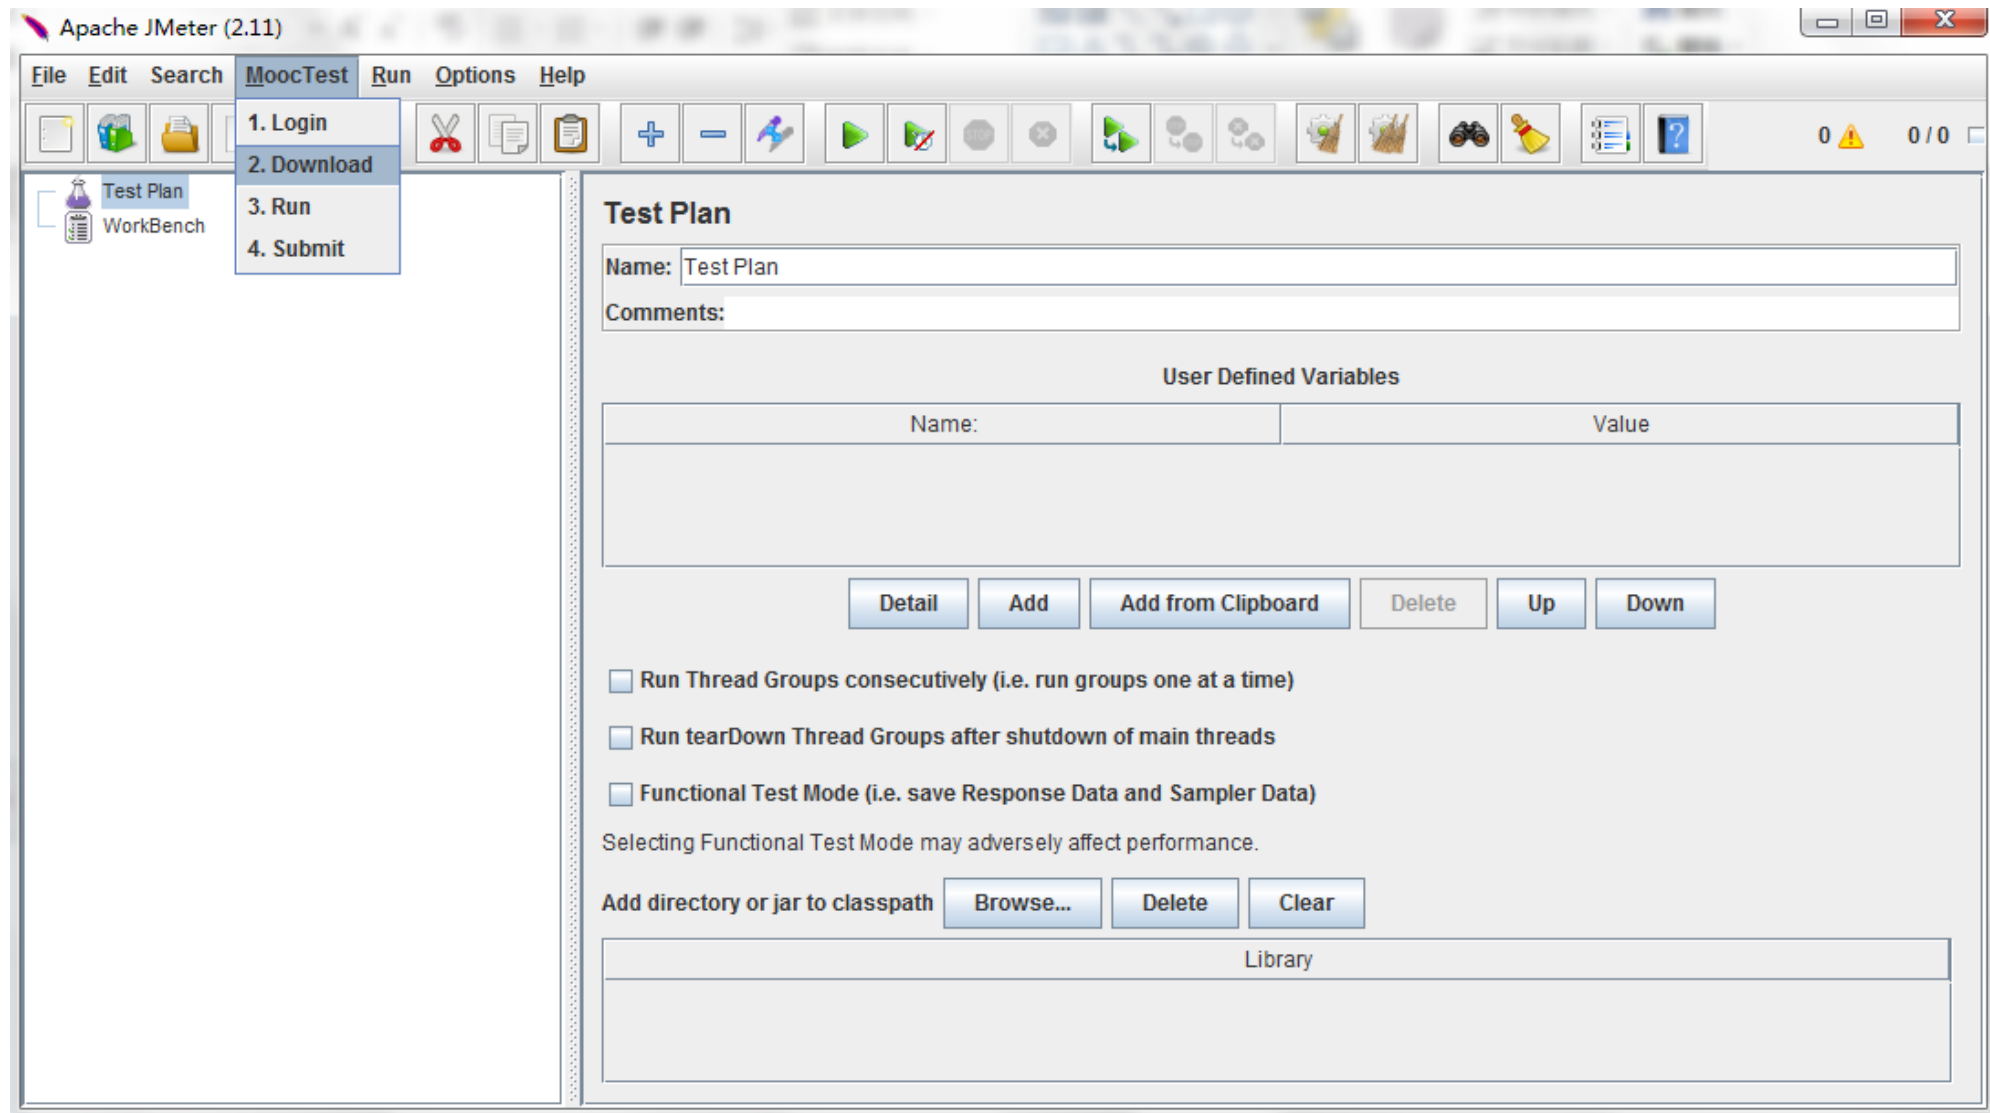 Apache JMeter (2.11)
File Edit Search MoocTest Run Options Help
1. Login
2. Download
3. Run
4. Submit
STOP
0
0 / 0
Test Plan
WorkBench
Test Plan
Name: Test Plan
Comments:
User Defined Variables
Name: Value
Detail Add Add from Clipboard Delete Up Down
Run Thread Groups consecutively (i.e. run groups one at a time)
Run tearDown Thread Groups after shutdown of main threads
Functional Test Mode (i.e. save Response Data and Sampler Data)
Selecting Functional Test Mode may adversely affect performance.
Add directory or jar to classpath Browse... Delete Clear
Library